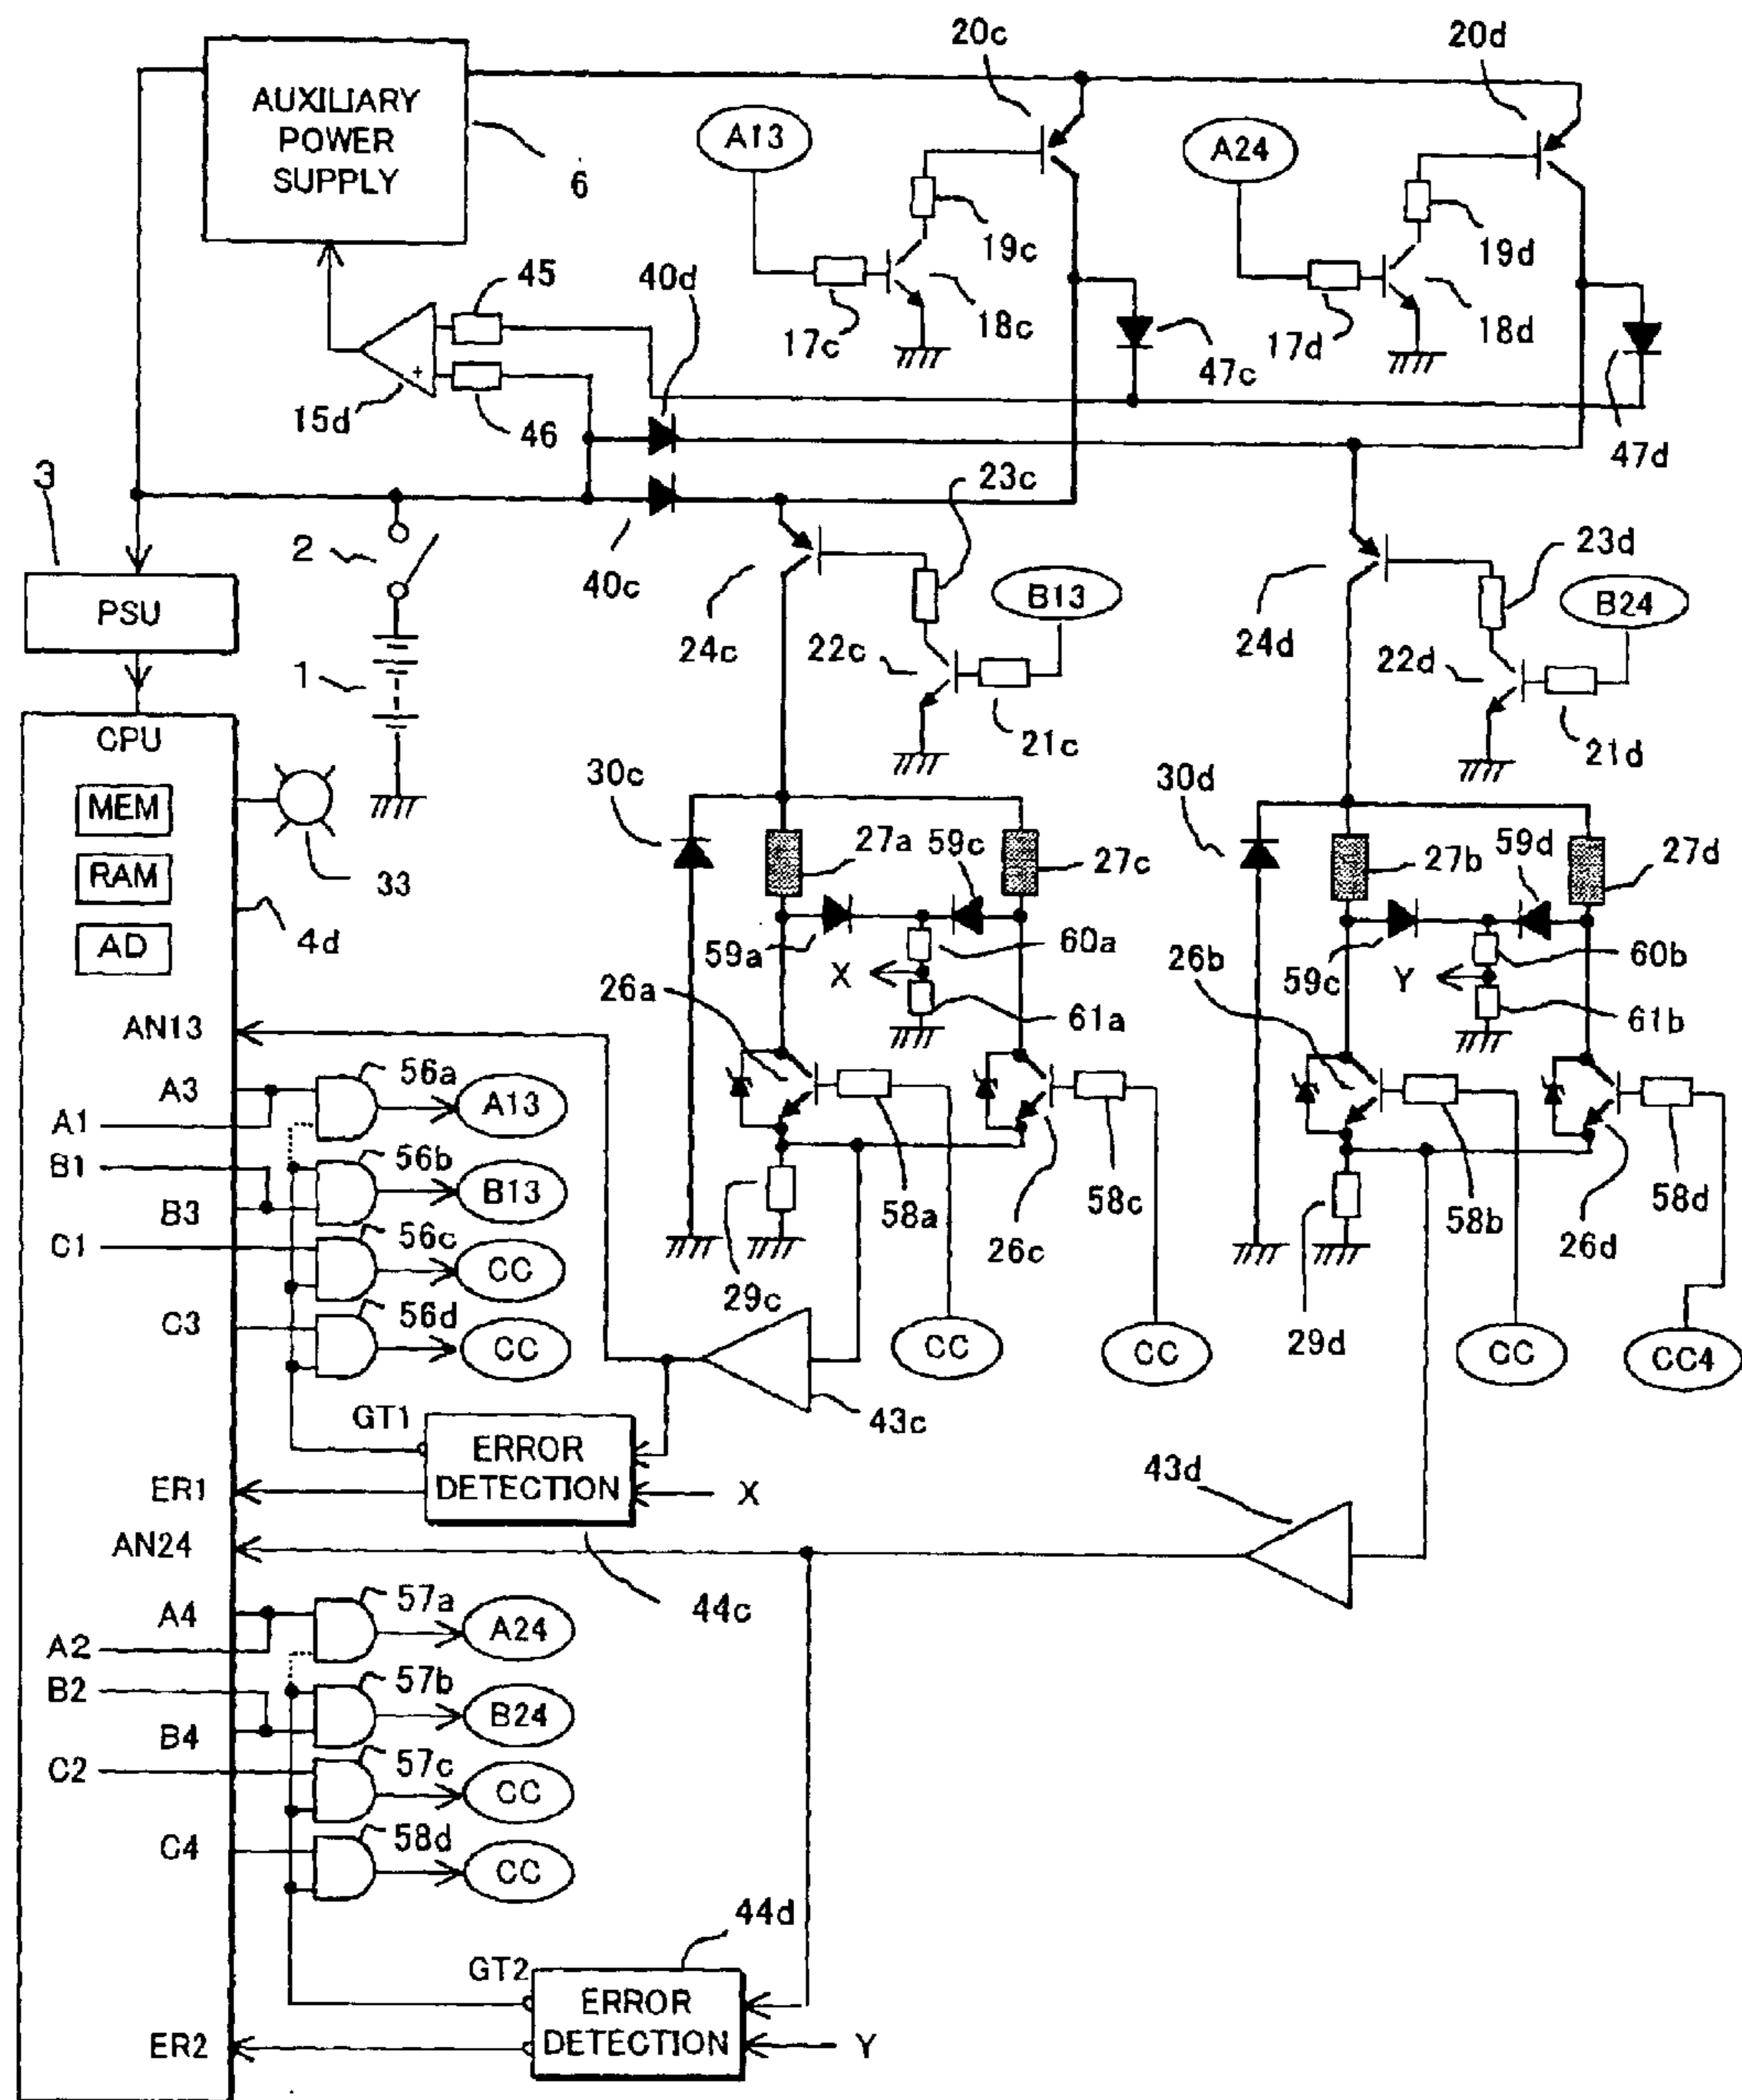 20c
20d
AUXILIARY
POWER
SUPPLY
6
A13
A24
19c
19d
45
40d
17c
18c
17d
18d
47c
15d
+
46
47d
3
23c
2
23d
PSU
40c
B13
B24
24c
22c
24d
22d
1
CPU
21c
21d
30c
30d
MEM
27a
59c
27c
27b
59d
27d
RAM
33
AD
4d
59a
60a
59c
60b
26a
X
26b
Y
61a
61b
AN13
A3
56a
A13
A1
B1
56b
B3
B13
58a
58c
58b
58d
C1
56c
CC
26c
26d
29c
29d
C3
56d
CC
CC
CC
CC
CC4
GT1
43c
ERROR
DETECTION
ER1
X
43d
AN24
44c
A4
57a
A24
A2
B2
57b
B4
B24
C2
57c
CC
C4
58d
CC
44d
GT2
ERROR
DETECTION
ER2
Y